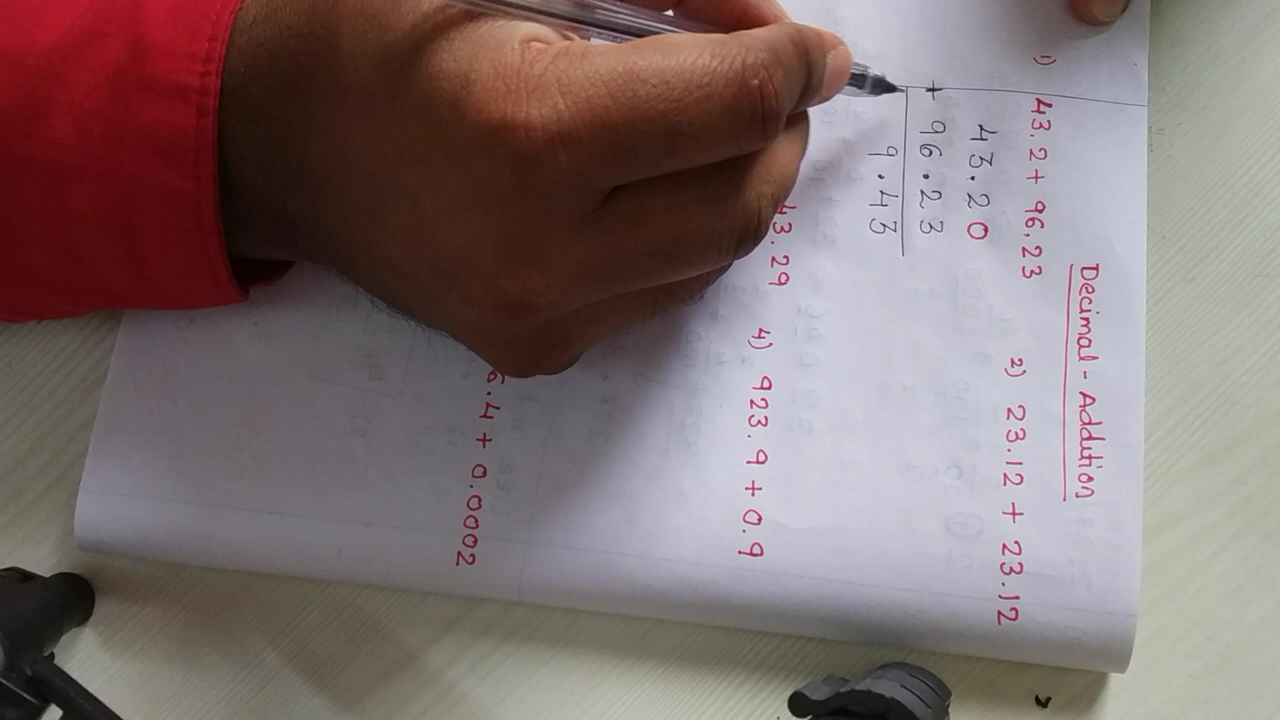 Decimal - Addition
1) 43.2 + 96,23
2) 23.12 + 23.12
43.20
+ 96.23
9.43
43.29
4) 923.9 + 0.9
6.4 + 0.0002